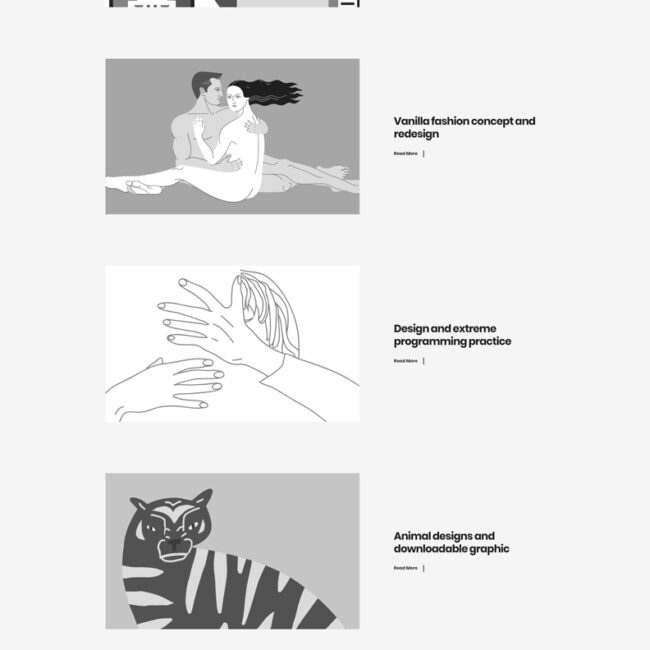 Vanilla fashion concept and
redesign
Read More
Design and extreme
programming practice
Read More
Animal designs and
downloadable graphic
Read More